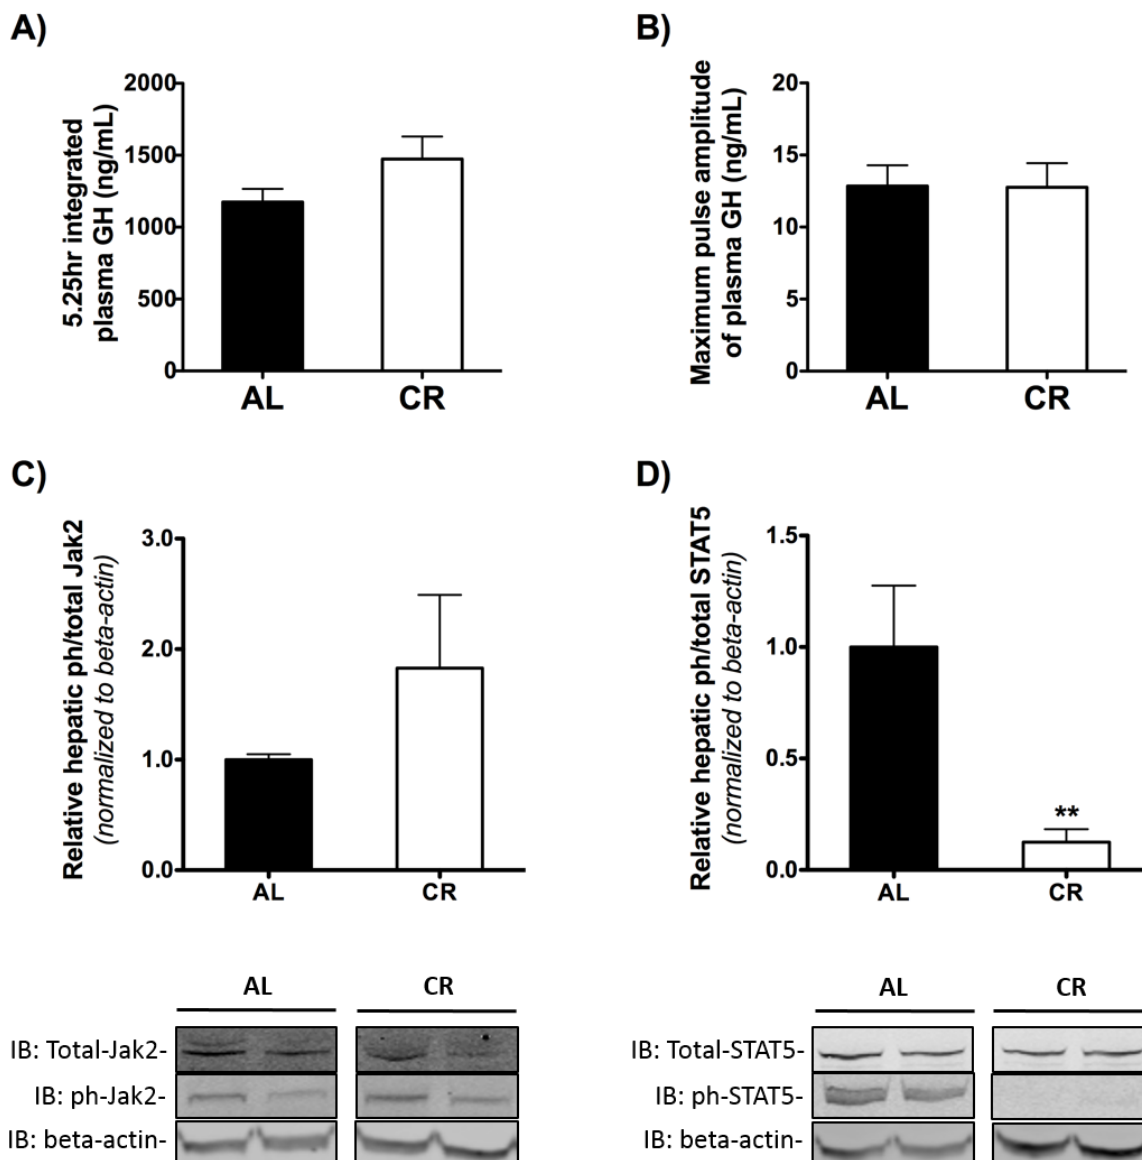 A)
5.25hr integrated
plasma GH (ng/mL)
2000
1500
1000
500
0
AL
CR
B)
Maximum pulse amplitude
of plasma GH (ng/mL)
20
15
10
5
0
AL
CR
C)
Relative hepatic ph/total Jak2
(normalized to beta-actin)
3.0
2.0
1.0
0.0
AL
CR
D)
Relative hepatic ph/total STAT5
(normalized to beta-actin)
1.5
1.0
0.5
0.0
**
AL
CR
AL
CR
IB: Total-Jak2-
IB: ph-Jak2-
IB: beta-actin-
AL
CR
IB: Total-STAT5-
IB: ph-STAT5-
IB: beta-actin-